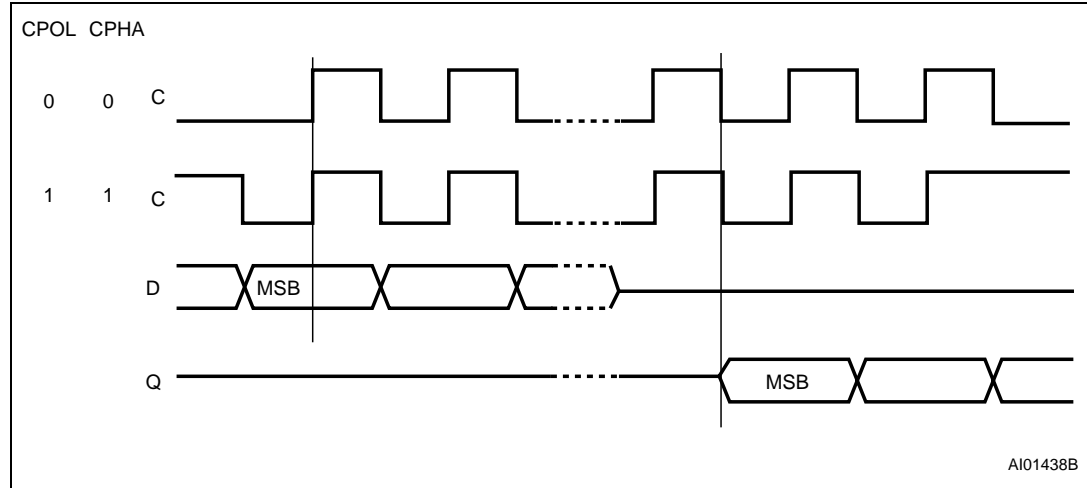 CPOL CPHA
0 0 C
1 1 C
D MSB
Q MSB
AI01438B